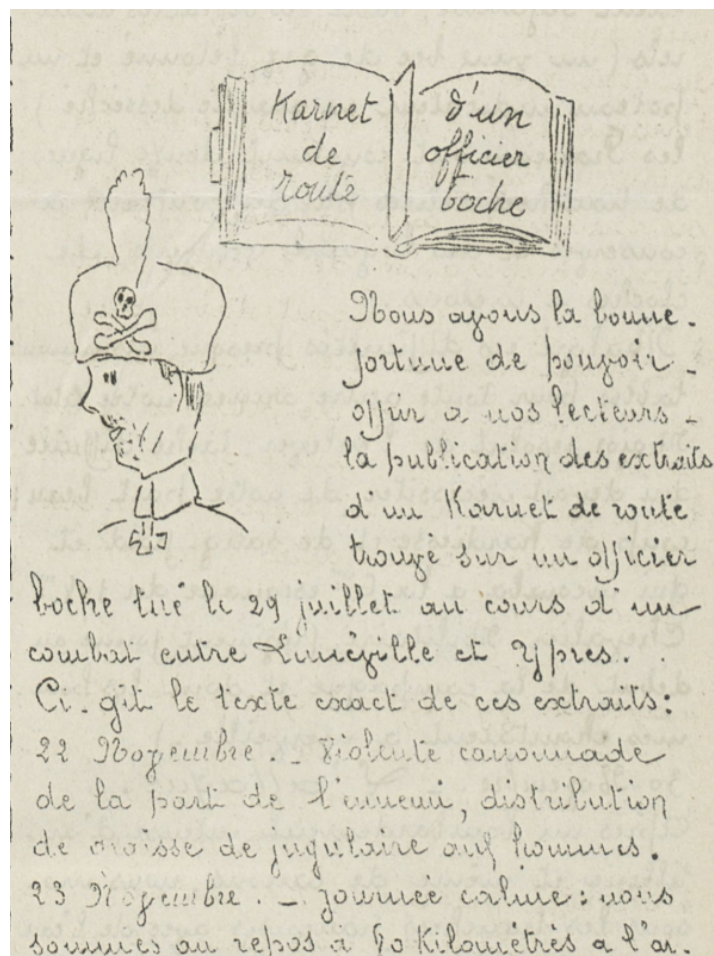 Karnet
de
route
d'un
officier
boche
Nous avons la bonne.
fortune de pouvoir -
offrir a nos lecteurs -
la publication des extraits
d'un Karnet de route
trouvé sur un officier
boche tué le 29 juillet au cours d'un
combat entre Lunéville et Ypres.
Ci-gît le texte exact de ces extraits:
22 Novembre. - Violente canonnade
de la part de l'ennemi, distribution
de graisse de jugulaire aux hommes.
23 Novembre. - journée calme: nous
sommes au repos à 60 Kilomètres a l'ar-